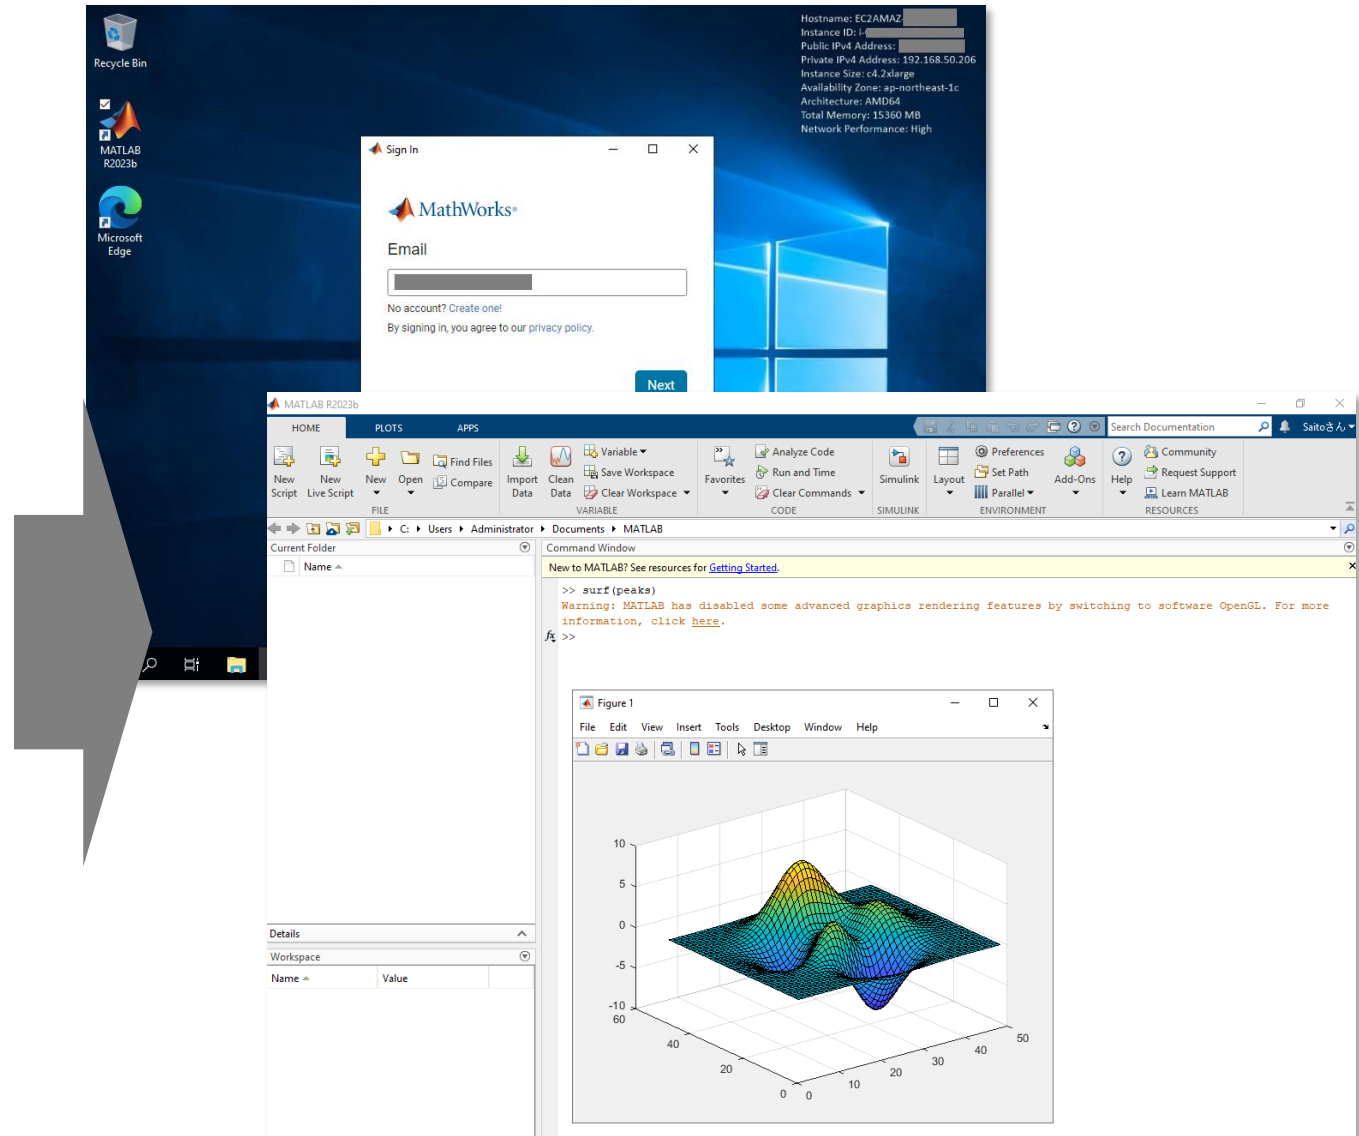 Recycle Bin
MATLAB
R2023b
Microsoft
Edge
Hostname: EC2AMAZ-
Instance ID: i-
Public IPv4 Address:
Private IPv4 Address: 192.168.50.206
Instance Size: c4.2xlarge
Availability Zone: ap-northeast-1c
Architecture: AMD64
Total Memory: 15360 MB
Network Performance: High
Sign In
MathWorks®
Email
No account? Create one!
By signing in, you agree to our privacy policy.
Next
MATLAB R2023b
HOME PLOTS APPS
Search Documentation
Saitoさん
New
Script
New
Live Script
New
Open
Find Files
Compare
FILE
Import
Data
Clean
Data
Variable
Save Workspace
Clear Workspace
VARIABLE
Favorites
Analyze Code
Run and Time
Clear Commands
CODE
Simulink
SIMULINK
Layout
Preferences
Set Path
Parallel
Add-Ons
ENVIRONMENT
Help
Community
Request Support
Learn MATLAB
RESOURCES
C: Users Administrator Documents MATLAB
Current Folder
Name
Details
Workspace
Name Value
Command Window
New to MATLAB? See resources for Getting Started.
>> surf(peaks)
Warning: MATLAB has disabled some advanced graphics rendering features by switching to software OpenGL. For more
information, click here.
fx >>
Figure 1
File Edit View Insert Tools Desktop Window Help
10
5
0
-5
-10
60
40
20
0
0
10
20
30
40
50